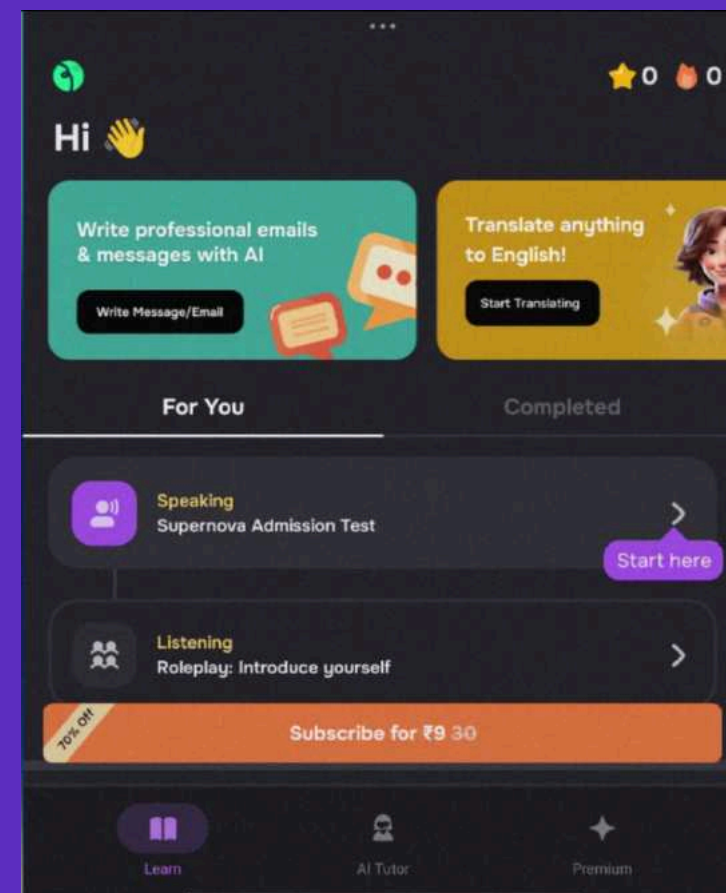 0 0
Hi
Write professional emails
& messages with AI
Write Message/Email
Translate anything
to English!
Start Translating
For You
Completed
Speaking
Supernova Admission Test
Start here
Listening
Roleplay: Introduce yourself
70% Off
Subscribe for ₹9 30
Learn
AI Tutor
Premium